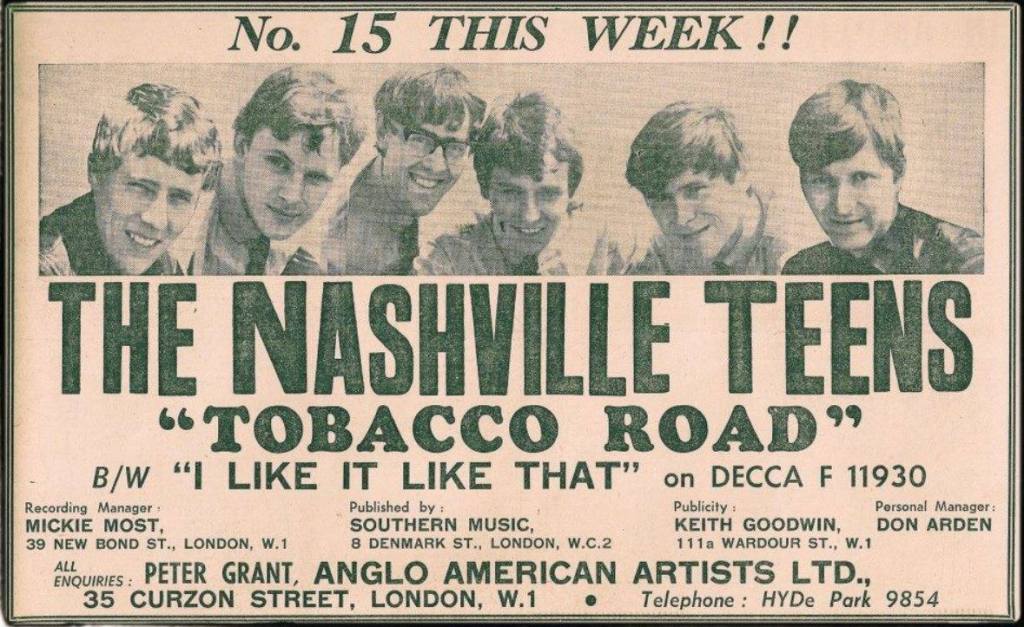 No. 15 THIS WEEK!!
THE NASHVILLE TEENS
“TOBACCO ROAD”
B/W “I LIKE IT LIKE THAT” on DECCA F 11930
Recording Manager:
MICKIE MOST,
39 NEW BOND ST., LONDON, W.1
Published by:
SOUTHERN MUSIC,
8 DENMARK ST., LONDON, W.C.2
Publicity:
KEITH GOODWIN,
111a WARDOUR ST., W.1
Personal Manager:
DON ARDEN
ALL ENQUIRIES: PETER GRANT, ANGLO AMERICAN ARTISTS LTD.,
35 CURZON STREET, LONDON, W.1 • Telephone: HYDe Park 9854